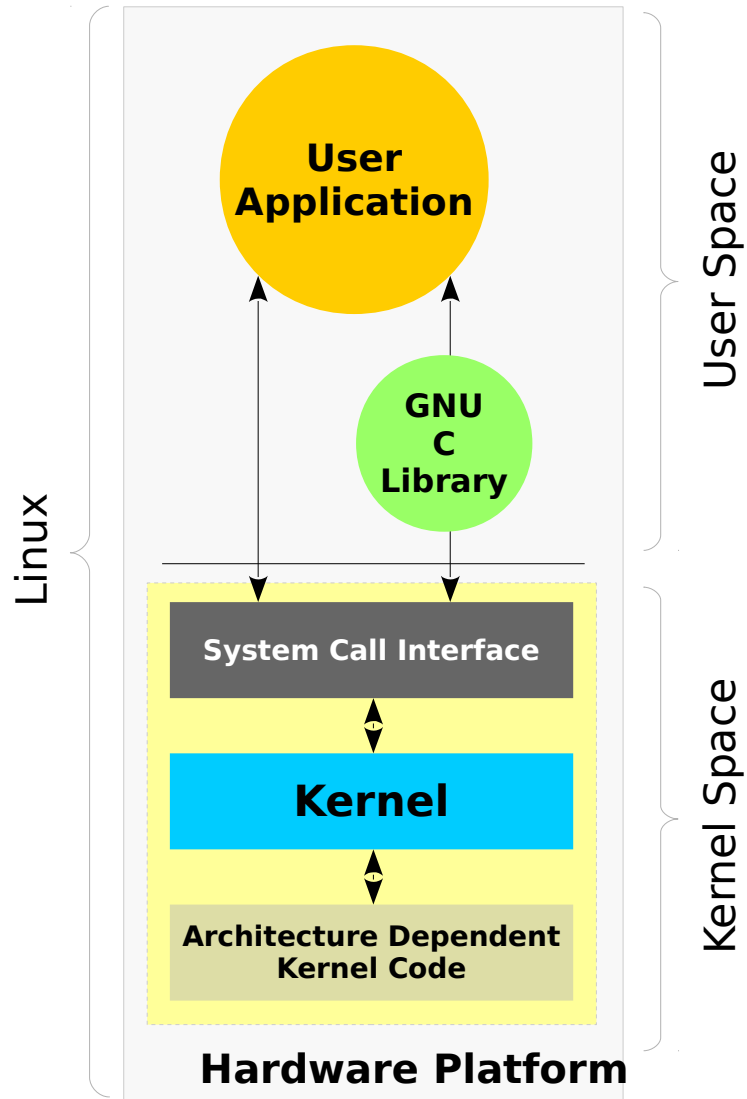 User
Application
GNU
C
Library
System Call Interface
Kernel
Architecture Dependent
Kernel Code
Hardware Platform
Linux
User Space
Kernel Space